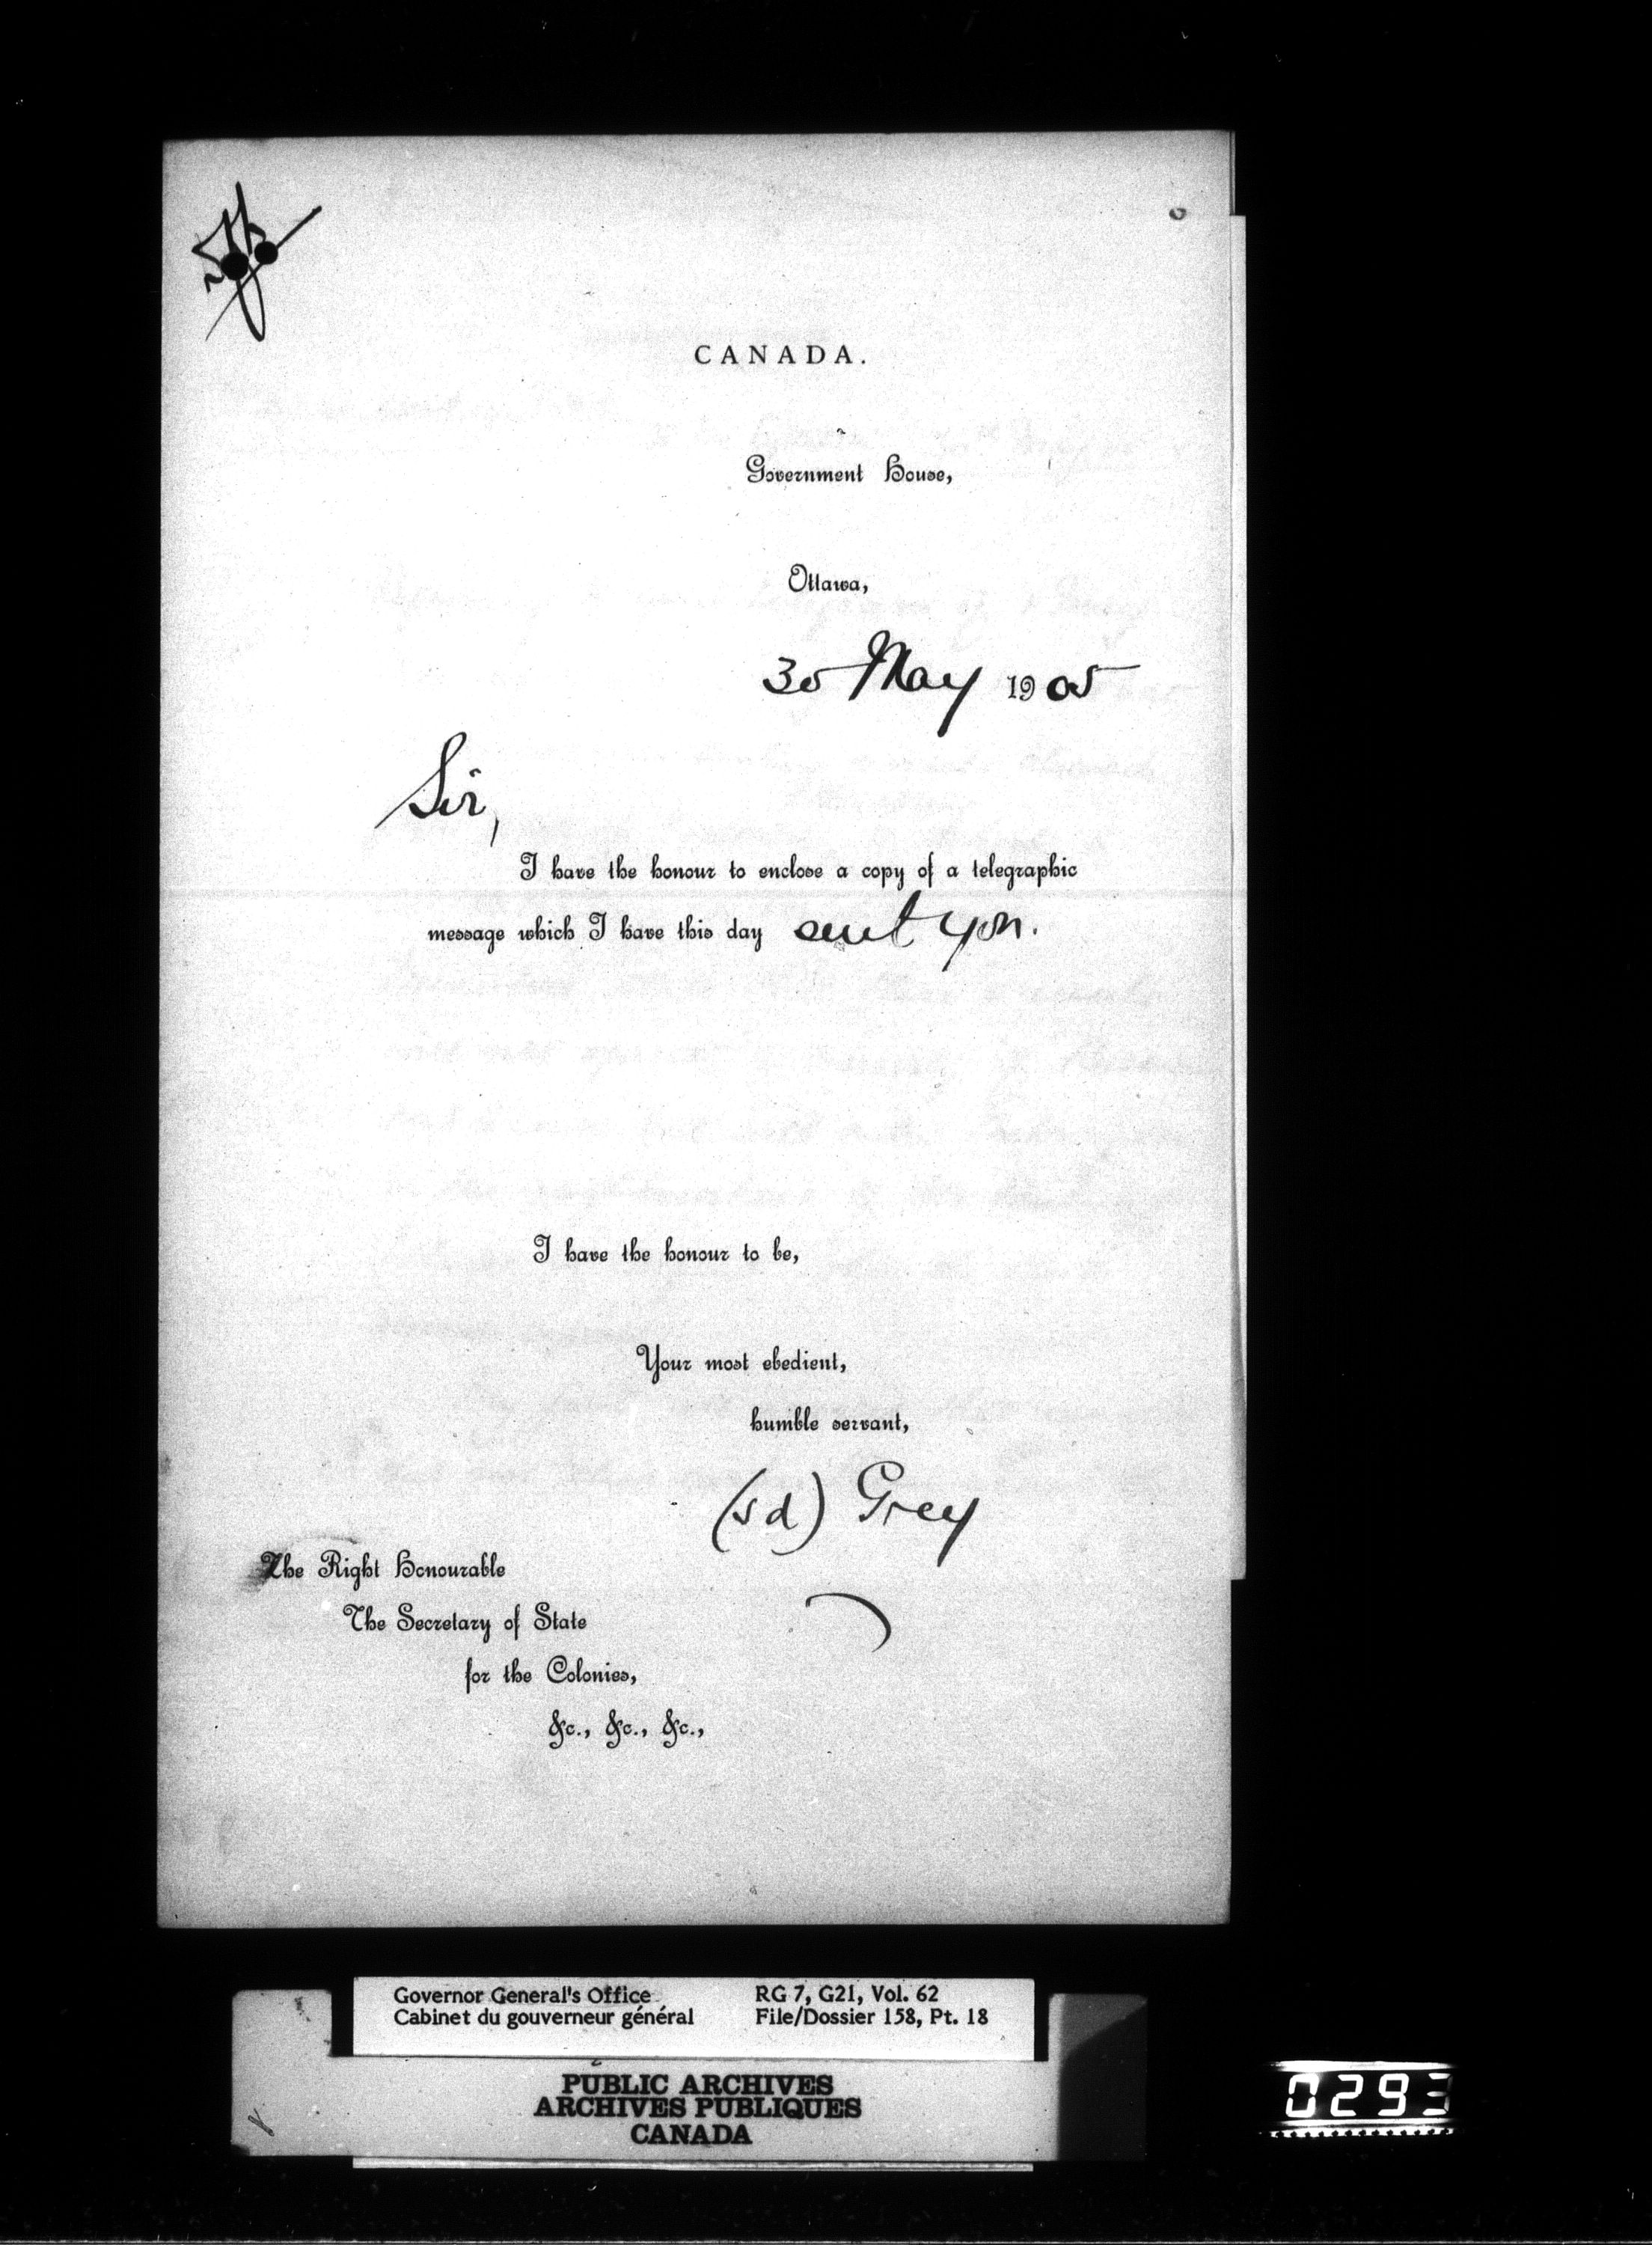 CANADA.
Government House,
Ottawa,
30 May 1905
Sir,
I have the honour to enclose a copy of a telegraphic
message which I have this day sent you.
I have the honour to be,
Your most obedient,
humble servant,
(sd) Grey
The Right Honourable
The Secretary of State
for the Colonies,
&c., &c., &c.,
Governor General's Office RG 7, G21, Vol. 62
Cabinet du gouverneur général File/Dossier 158, Pt. 18
PUBLIC ARCHIVES
ARCHIVES PUBLIQUES
CANADA
0293